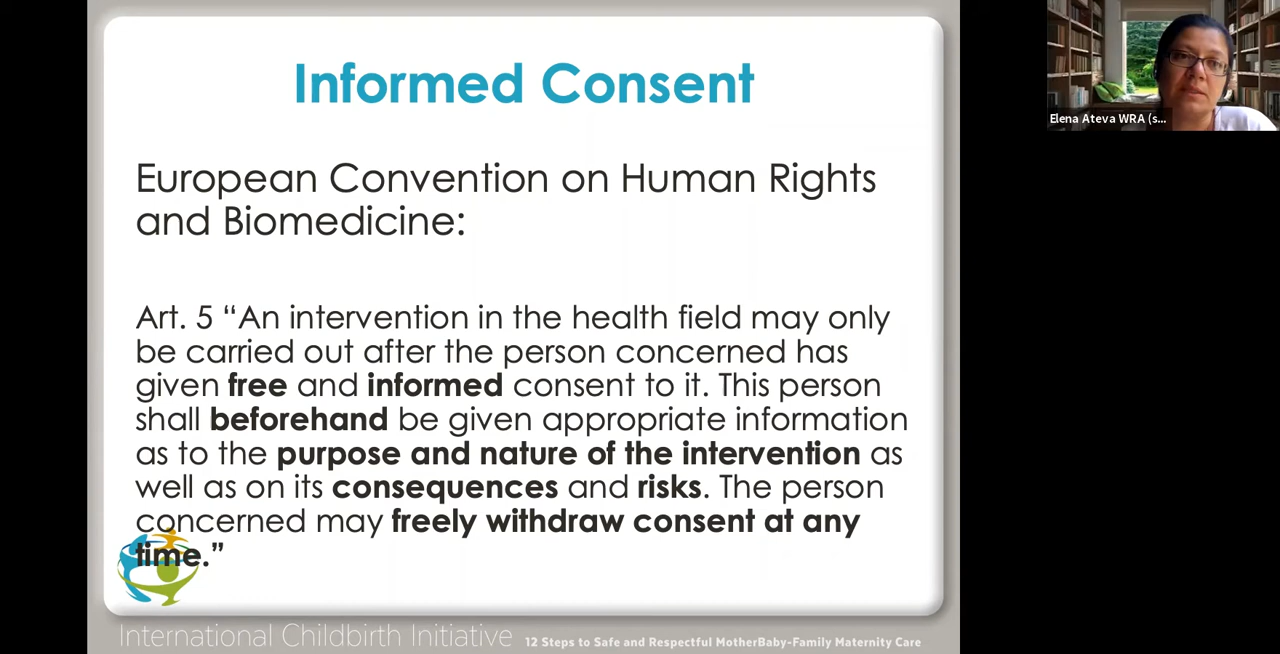 Informed Consent
European Convention on Human Rights
and Biomedicine:
Art. 5 “An intervention in the health field may only
be carried out after the person concerned has
given free and informed consent to it. This person
shall beforehand be given appropriate information
as to the purpose and nature of the intervention as
well as on its consequences and risks. The person
concerned may freely withdraw consent at any
time.”
International Childbirth Initiative 12 Steps to Safe and Respectful MotherBaby-Family Maternity Care
Elena Ateva WRA (s...